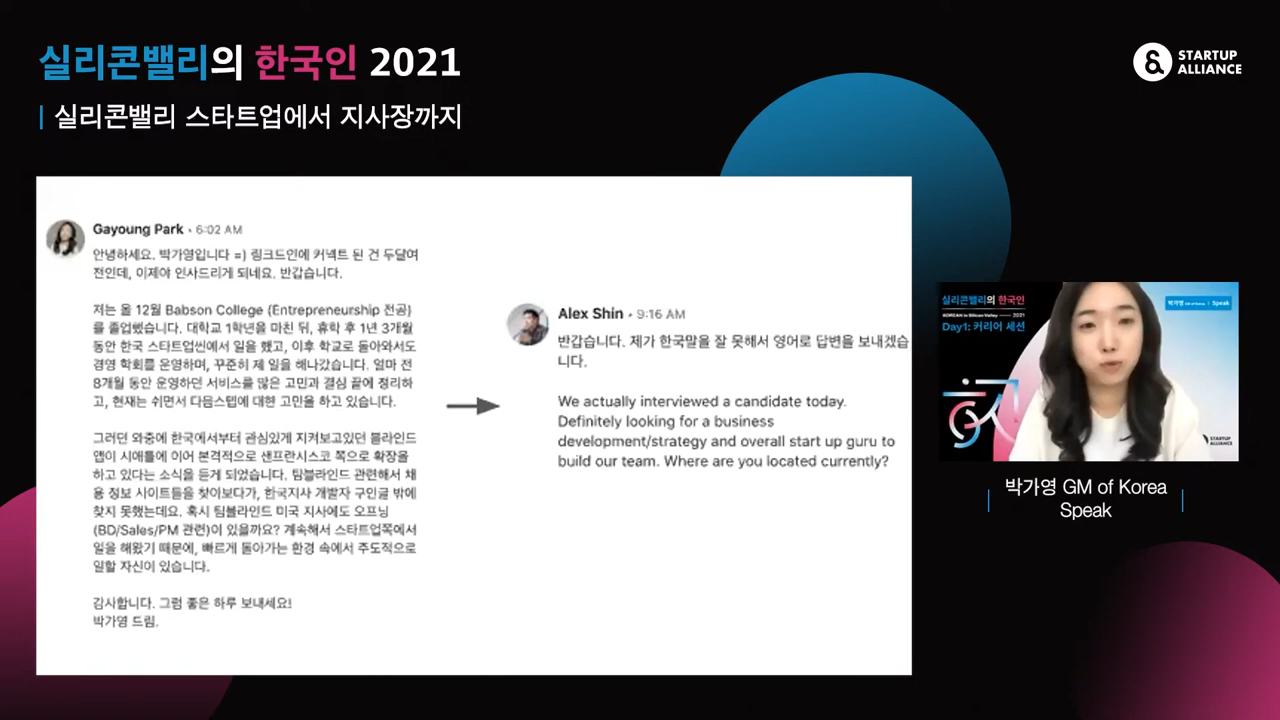 실리콘밸리의 한국인 2021
실리콘밸리 스타트업에서 지사장까지
STARTUP
ALLIANCE
Gayoung Park • 6:02 AM
안녕하세요. 박가영입니다 =) 링크드인에 커넥트 된 건 두달여
전인데, 이제야 인사드리게 되네요. 반갑습니다.
저는 올 12월 Babson College (Entrepreneurship 전공)
를 졸업했습니다. 대학교 1학년을 마친 뒤, 휴학 후 1년 3개월
동안 한국 스타트업씬에서 일을 했고, 이후 학교로 돌아와서도
경영 학회를 운영하며, 꾸준히 제 일을 해나갔습니다. 얼마 전
8개월 동안 운영하던 서비스를 많은 고민과 결심 끝에 정리하
고, 현재는 쉬면서 다음스텝에 대한 고민을 하고 있습니다.
그러던 와중에 한국에서부터 관심있게 지켜보고있던 블라인드
앱이 시애틀에 이어 본격적으로 샌프란시스코 쪽으로 확장을
하고 있다는 소식을 듣게 되었습니다. 팀블라인드 관련해서 채
용 정보 사이트들을 찾아보다가, 한국지사 개발자 구인글 밖에
찾지 못했는데요. 혹시 팀블라인드 미국 지사에도 오프닝
(BD/Sales/PM 관련)이 있을까요? 계속해서 스타트업쪽에서
일을 해왔기 때문에, 빠르게 돌아가는 환경 속에서 주도적으로
일할 자신이 있습니다.
감사합니다. 그럼 좋은 하루 보내세요!
박가영 드림.
Alex Shin • 9:16 AM
반갑습니다. 제가 한국말을 잘 못해서 영어로 답변을 보내겠습
니다.
We actually interviewed a candidate today.
Definitely looking for a business
development/strategy and overall start up guru to
build our team. Where are you located currently?
실리콘밸리의 한국인
KOREAN in Silicon Valley 2021
Day1: 커리어 세션
박가영 GM of Korea | Speak
STARTUP
ALLIANCE
박가영 GM of Korea
Speak